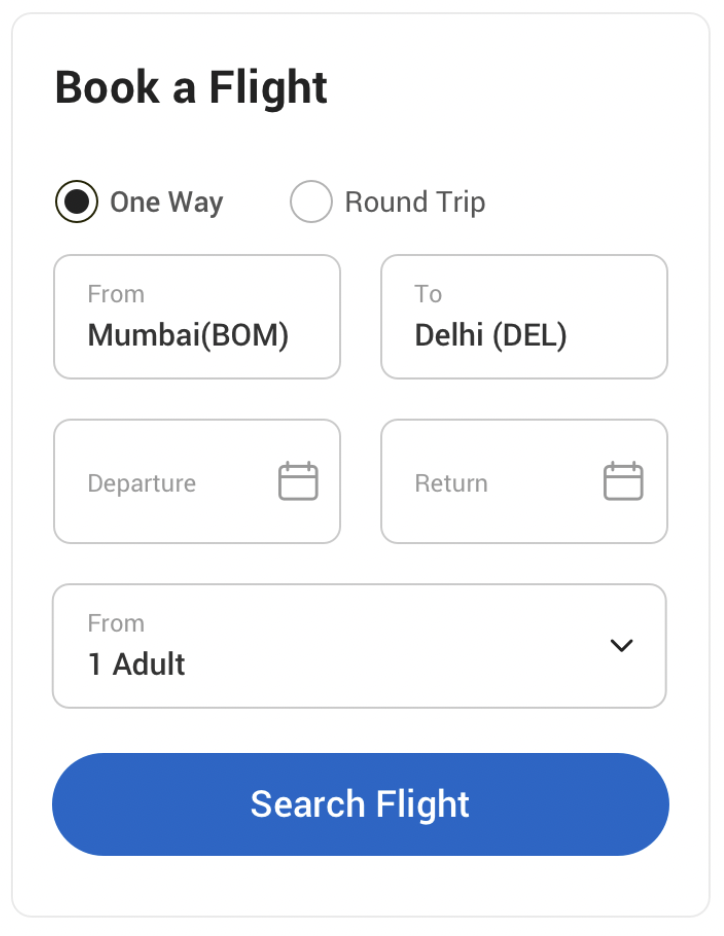 Book a Flight
One Way
Round Trip
From
Mumbai(BOM)
To
Delhi (DEL)
Departure
Return
From
1 Adult
Search Flight